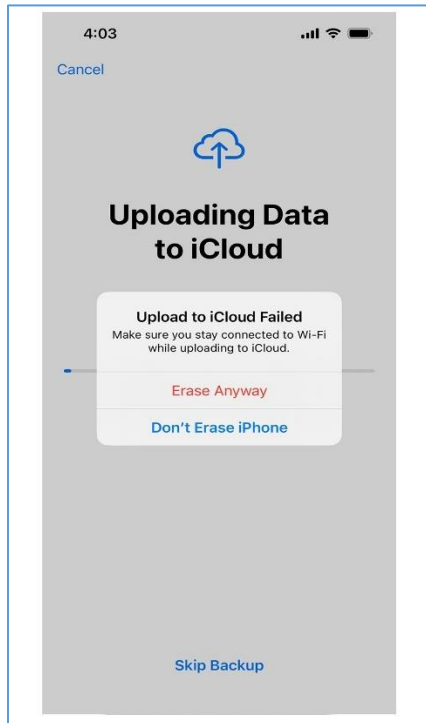 4:03
Cancel
Uploading Data
to iCloud
Upload to iCloud Failed
Make sure you stay connected to Wi-Fi
while uploading to iCloud.
Erase Anyway
Don't Erase iPhone
Skip Backup